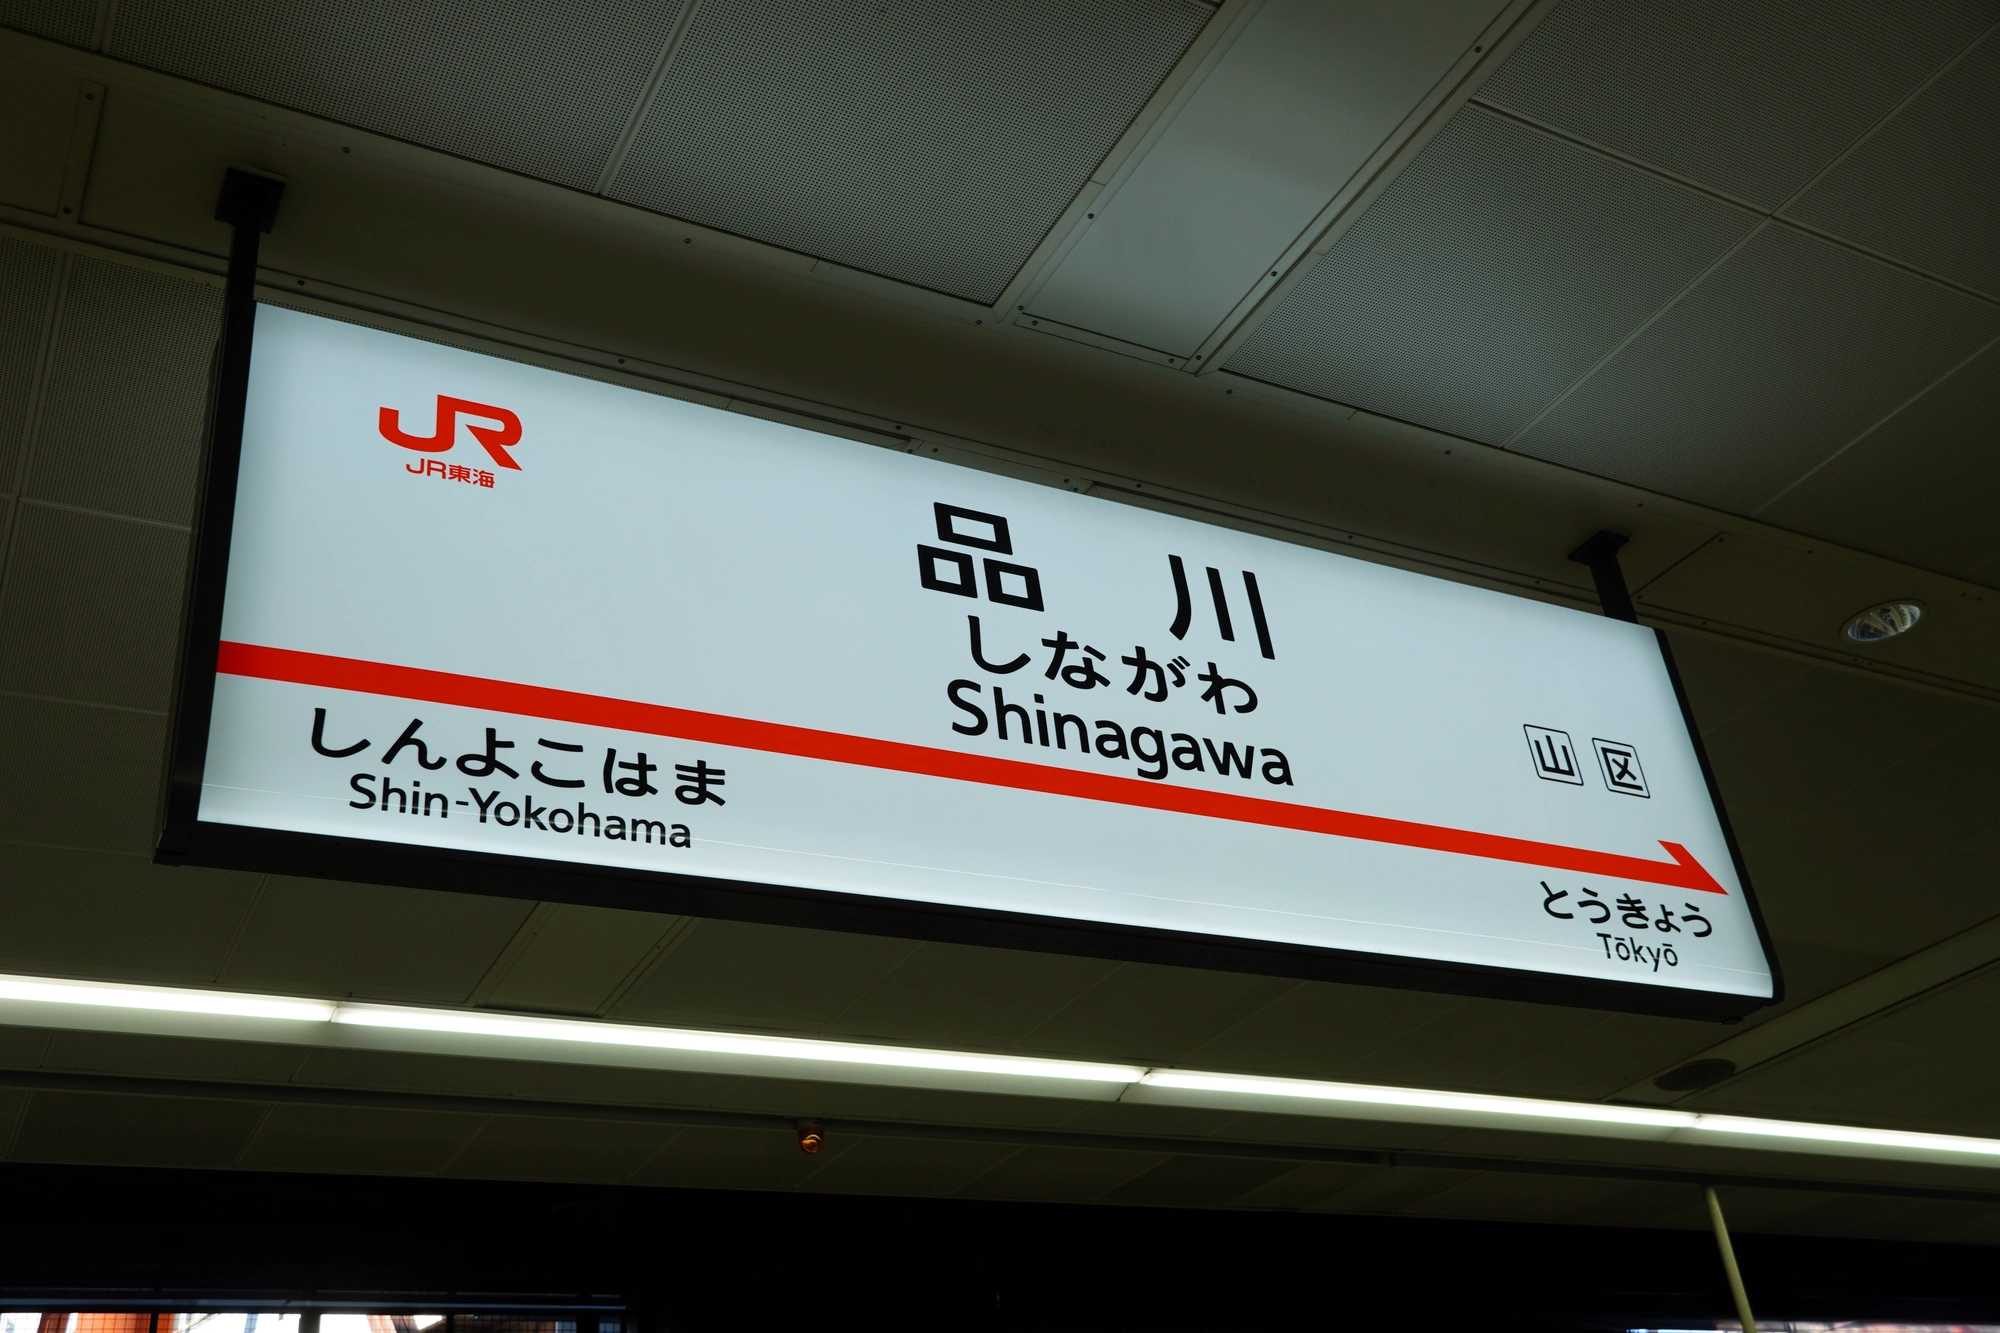 JR
JR東海
品川
しながわ
Shinagawa
山 区
しんよこはま
Shin-Yokohama
とうきょう
Tōkyō